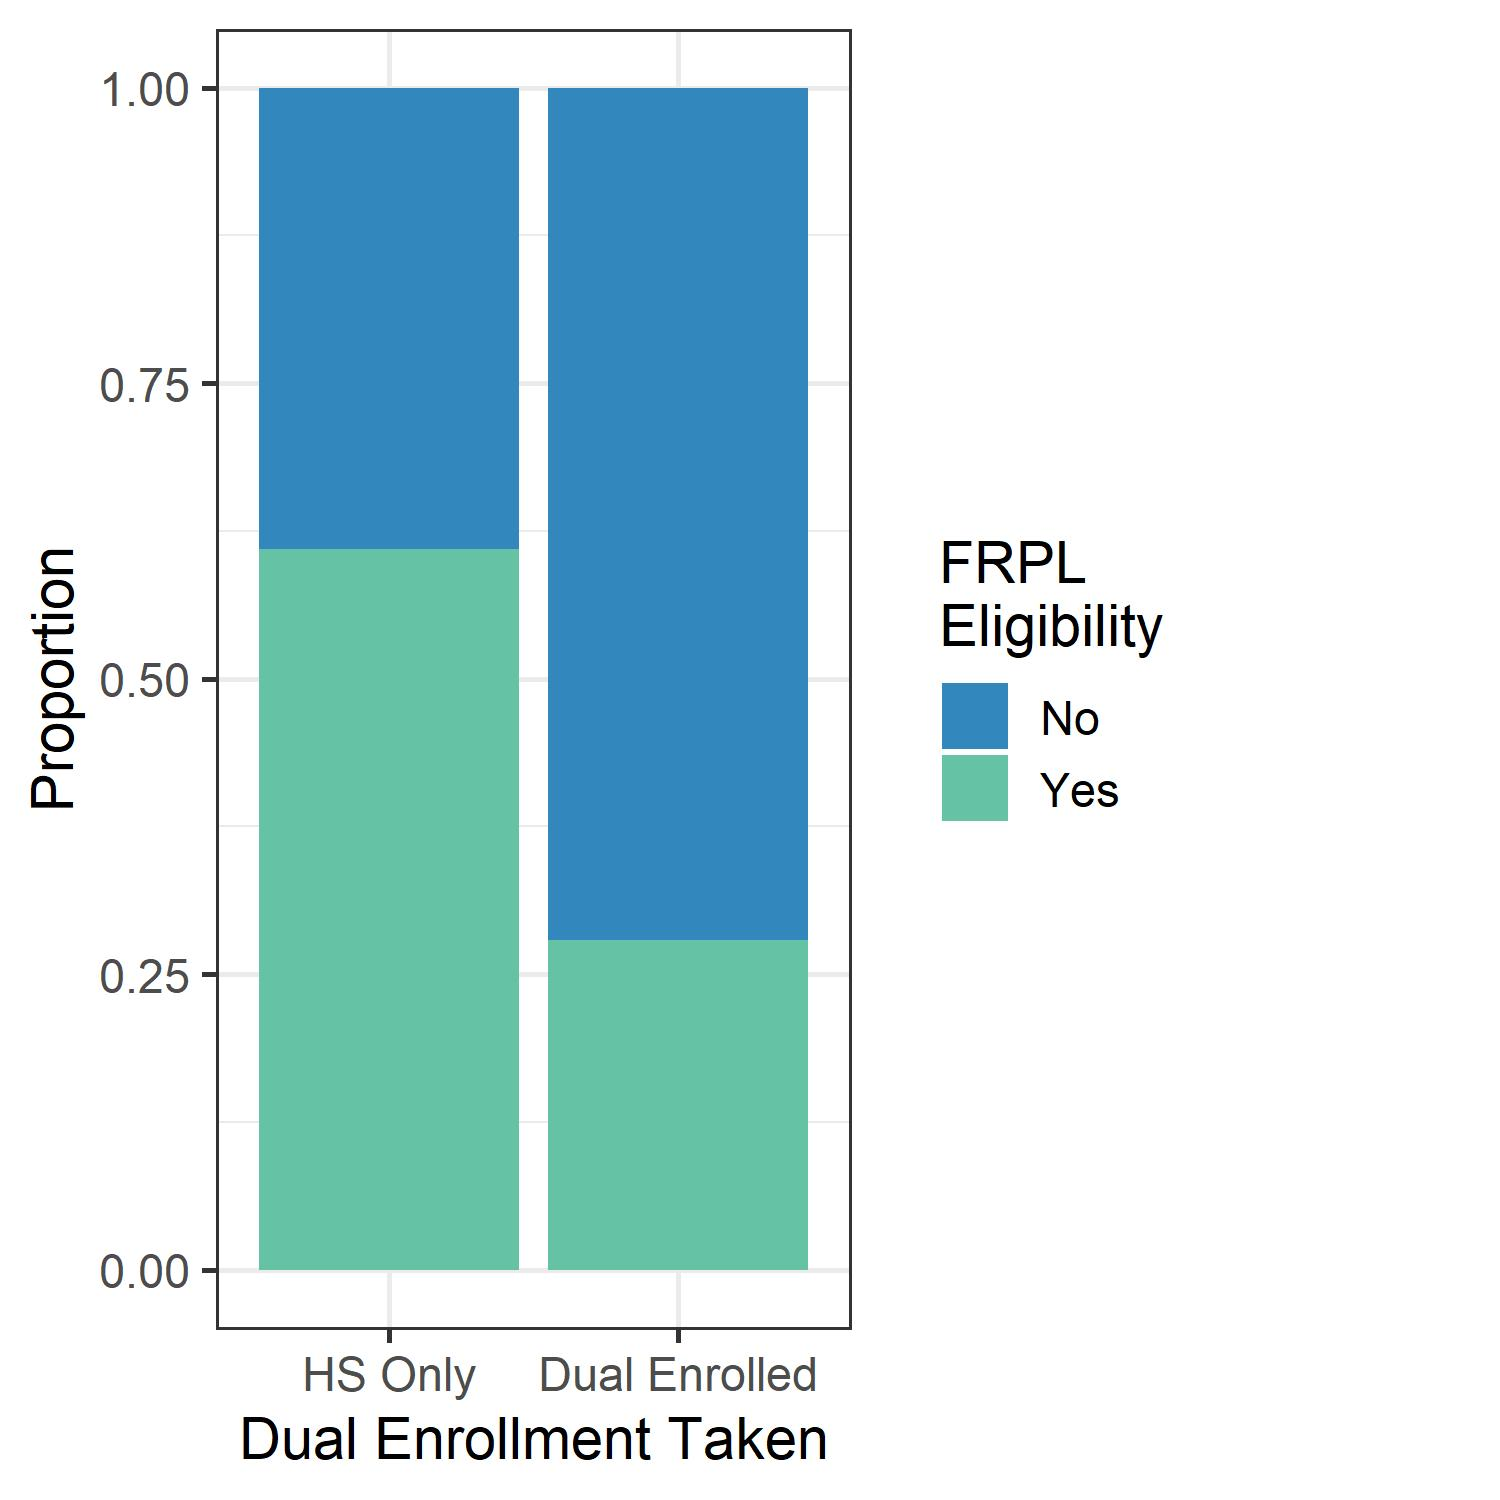 1.00
0.75
0.50
0.25
0.00
Proportion
HS Only
Dual Enrolled
Dual Enrollment Taken
FRPL
Eligibility
No
Yes